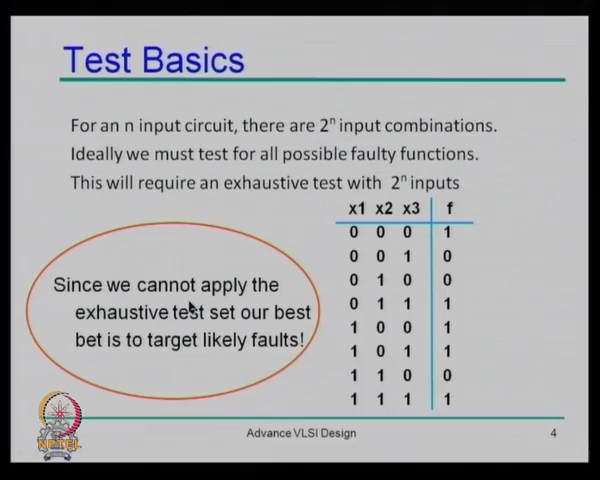 Test Basics
For an n input circuit, there are 2ⁿ input combinations.
Ideally we must test for all possible faulty functions.
This will require an exhaustive test with 2ⁿ inputs
x1 x2 x3 f
0 0 0 1
0 0 1 0
0 1 0 0
0 1 1 1
1 0 0 1
1 0 1 1
1 1 0 0
1 1 1 1
Since we cannot apply the
exhaustive test set our best
bet is to target likely faults!
NPTEL
Advance VLSI Design
4